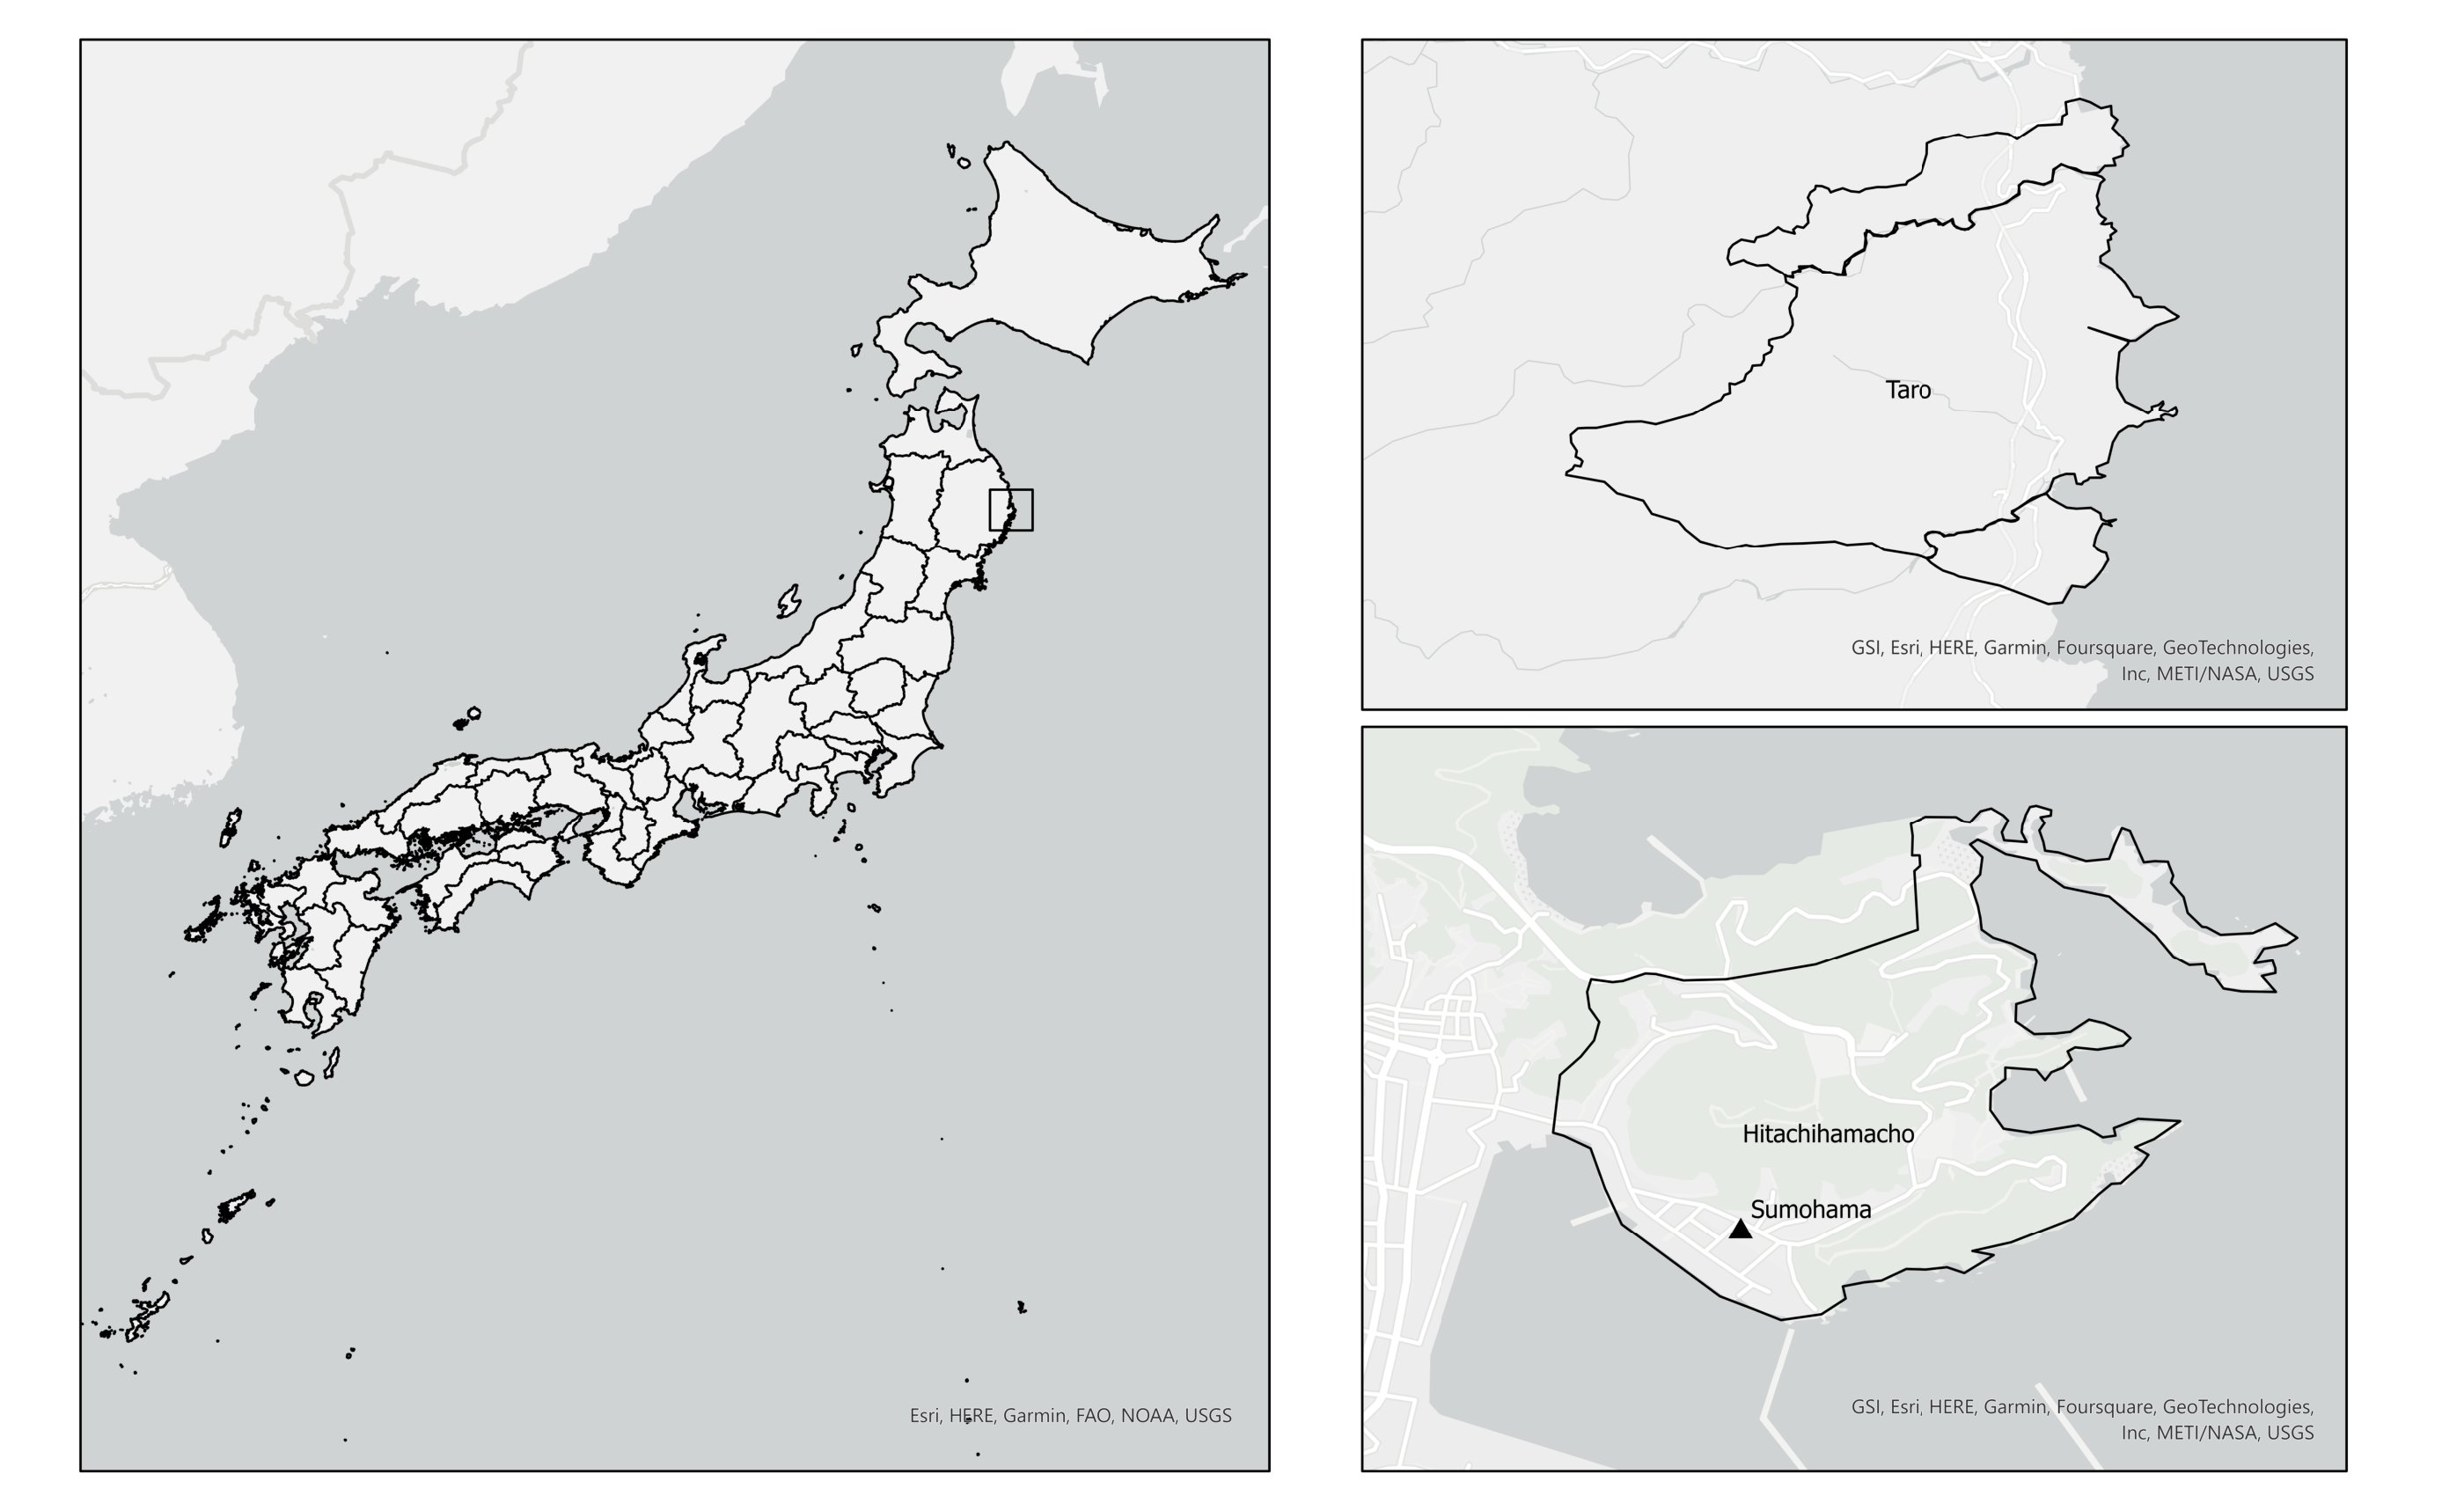 Esri, HERE, Garmin, FAO, NOAA, USGS
Taro
GSI, Esri, HERE, Garmin, Foursquare, GeoTechnologies,
Inc, METI/NASA, USGS
Hitachihamacho
Sumohama
GSI, Esri, HERE, Garmin, Foursquare, GeoTechnologies,
Inc, METI/NASA, USGS